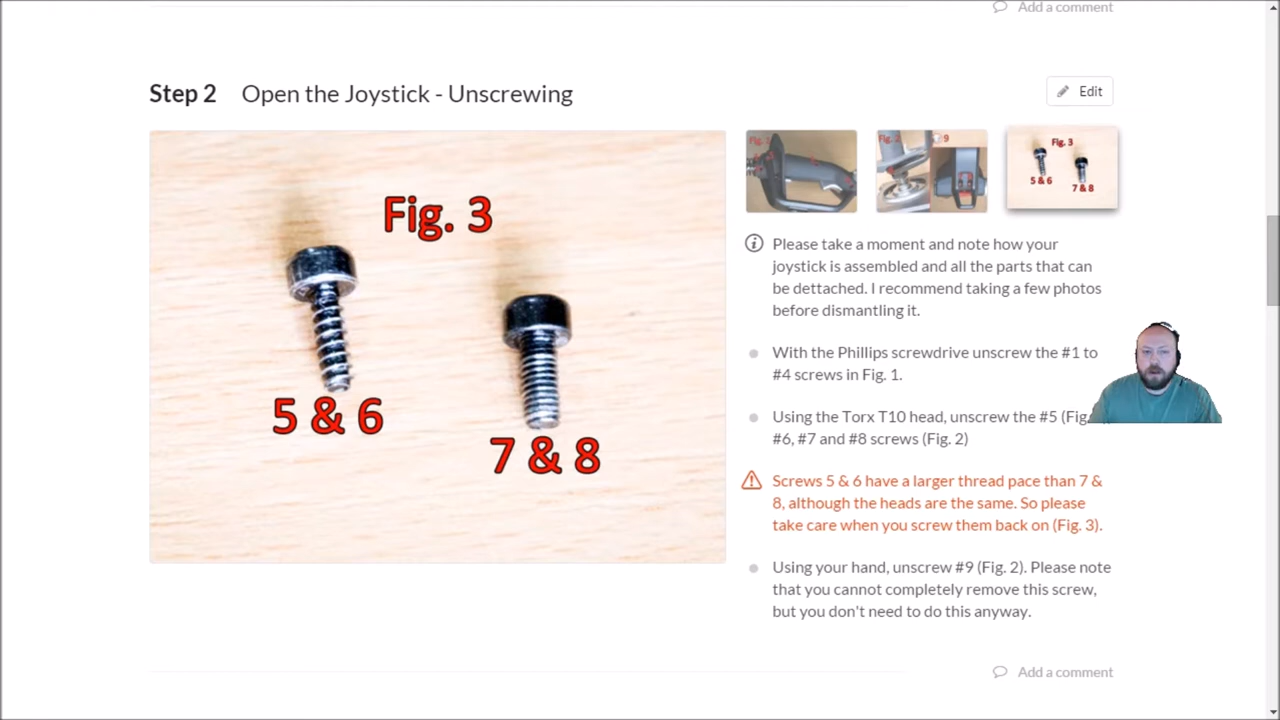 Add a comment
Step 2 Open the Joystick - Unscrewing
Edit
Fig. 3
5 & 6
7 & 8
Fig.
Fig.
9
Fig. 3
5 & 6
7 & 8
Please take a moment and note how your
joystick is assembled and all the parts that can
be dettached. I recommend taking a few photos
before dismantling it.
With the Phillips screwdrive unscrew the #1 to
#4 screws in Fig. 1.
Using the Torx T10 head, unscrew the #5 (Fig.
#6, #7 and #8 screws (Fig. 2)
Screws 5 & 6 have a larger thread pace than 7 &
8, although the heads are the same. So please
take care when you screw them back on (Fig. 3).
Using your hand, unscrew #9 (Fig. 2). Please note
that you cannot completely remove this screw,
but you don't need to do this anyway.
Add a comment